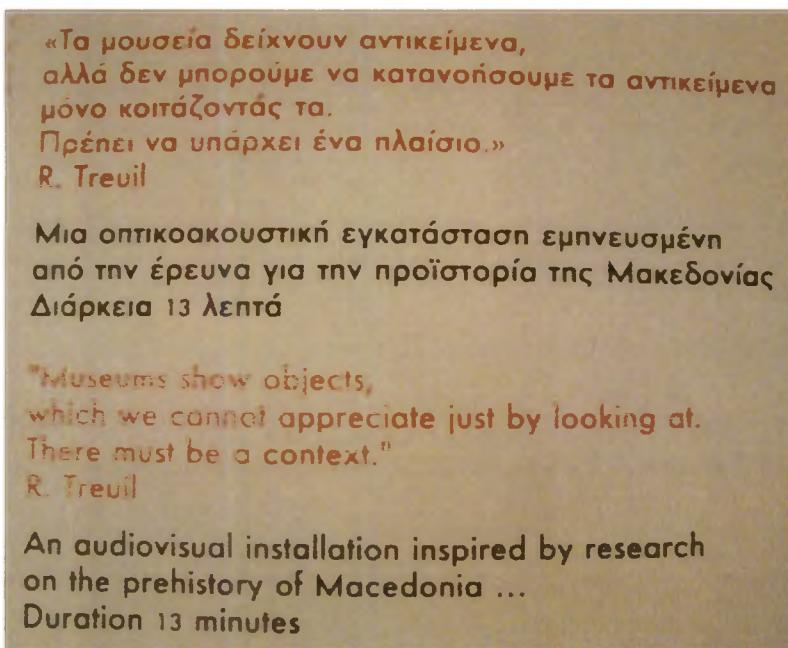 «Τα μουσεία δείχνουν αντικείμενα,
αλλά δεν μπορούμε να κατανοήσουμε τα αντικείμενα
μόνο κοιτάζοντάς τα.
Πρέπει να υπάρχει ένα πλαίσιο.»
R. Treuil
Μια οπτικοακουστική εγκατάσταση εμπνευσμένη
από την έρευνα για την προϊστορία της Μακεδονίας
Διάρκεια 13 λεπτά
"Museums show objects,
which we cannot appreciate just by looking at.
There must be a context."
R. Treuil
An audiovisual installation inspired by research
on the prehistory of Macedonia ...
Duration 13 minutes